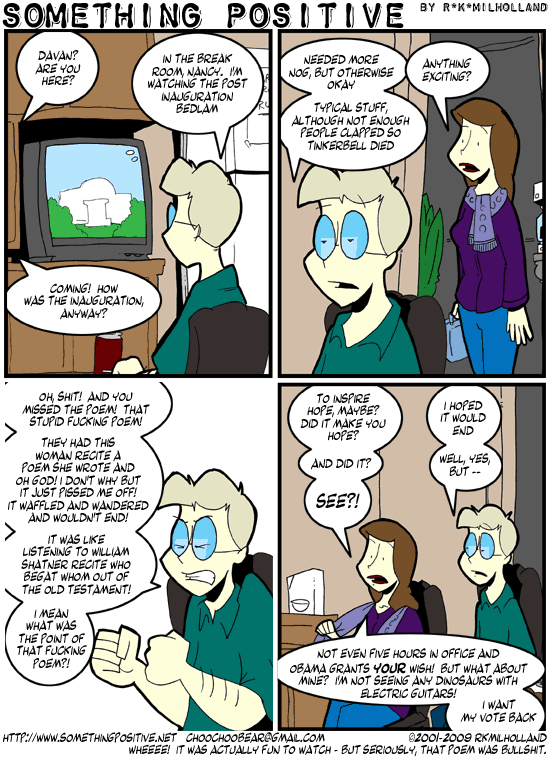 SOMETHING POSITIVE
BY R*K*MILHOLLAND
DAVAN?
ARE YOU
HERE?
IN THE BREAK
ROOM, NANCY. I'M
WATCHING THE POST
INAUGURATION
BEDLAM
COMING! HOW
WAS THE INAUGURATION,
ANYWAY?
NEEDED MORE
NOG, BUT OTHERWISE
OKAY
TYPICAL STUFF,
ALTHOUGH NOT ENOUGH
PEOPLE CLAPPED SO
TINKERBELL DIED
ANYTHING
EXCITING?
OH, SHIT! AND YOU
MISSED THE POEM! THAT
STUPID FUCKING POEM!
THEY HAD THIS
WOMAN RECITE A
POEM SHE WROTE AND
OH GOD! I DON'T WHY BUT
IT JUST PISSED ME OFF!
IT WAFFLED AND WANDERED
AND WOULDN'T END!
IT WAS LIKE
LISTENING TO WILLIAM
SHATNER RECITE WHO
BEGAT WHOM OUT OF
THE OLD TESTAMENT!
I MEAN
WHAT WAS
THE POINT OF
THAT FUCKING
POEM?!
TO INSPIRE
HOPE, MAYBE?
DID IT MAKE YOU
HOPE?
I HOPED
IT WOULD
END
AND DID IT?
WELL, YES,
BUT --
SEE?!
NOT EVEN FIVE HOURS IN OFFICE AND
OBAMA GRANTS YOUR WISH! BUT WHAT ABOUT
MINE? I'M NOT SEEING ANY DINOSAURS WITH
ELECTRIC GUITARS!
I WANT
MY VOTE BACK
HTTP://WWW.SOMETHINGPOSITIVE.NET CHOOCHOOBEAR@GMAIL.COM ©2001-2009 RKMILHOLLAND
WHEEEE! IT WAS ACTUALLY FUN TO WATCH - BUT SERIOUSLY, THAT POEM WAS BULLSHIT.